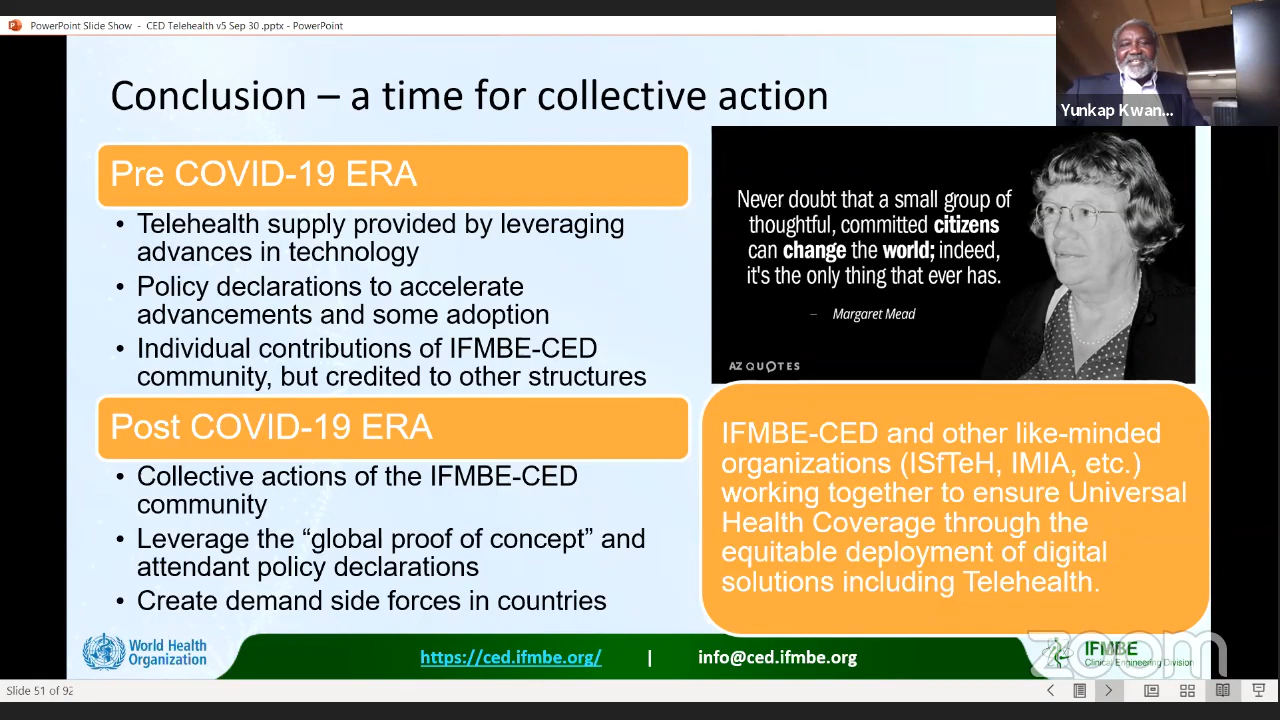 PowerPoint Slide Show - CED Telehealth v5 Sep 30 .pptx - PowerPoint
Yunkap Kwan...
Conclusion – a time for collective action
Pre COVID-19 ERA
• Telehealth supply provided by leveraging
advances in technology
• Policy declarations to accelerate
advancements and some adoption
• Individual contributions of IFMBE-CED
community, but credited to other structures
Post COVID-19 ERA
• Collective actions of the IFMBE-CED
community
• Leverage the “global proof of concept” and
attendant policy declarations
• Create demand side forces in countries
Never doubt that a small group of
thoughtful, committed citizens
can change the world; indeed,
it's the only thing that ever has.
– Margaret Mead
AZ QUOTES
IFMBE-CED and other like-minded
organizations (ISfTeH, IMIA, etc.)
working together to ensure Universal
Health Coverage through the
equitable deployment of digital
solutions including Telehealth.
World Health
Organization
https://ced.ifmbe.org/ | info@ced.ifmbe.org
IFMBE
Clinical Engineering Division
zoom
Slide 51 of 92